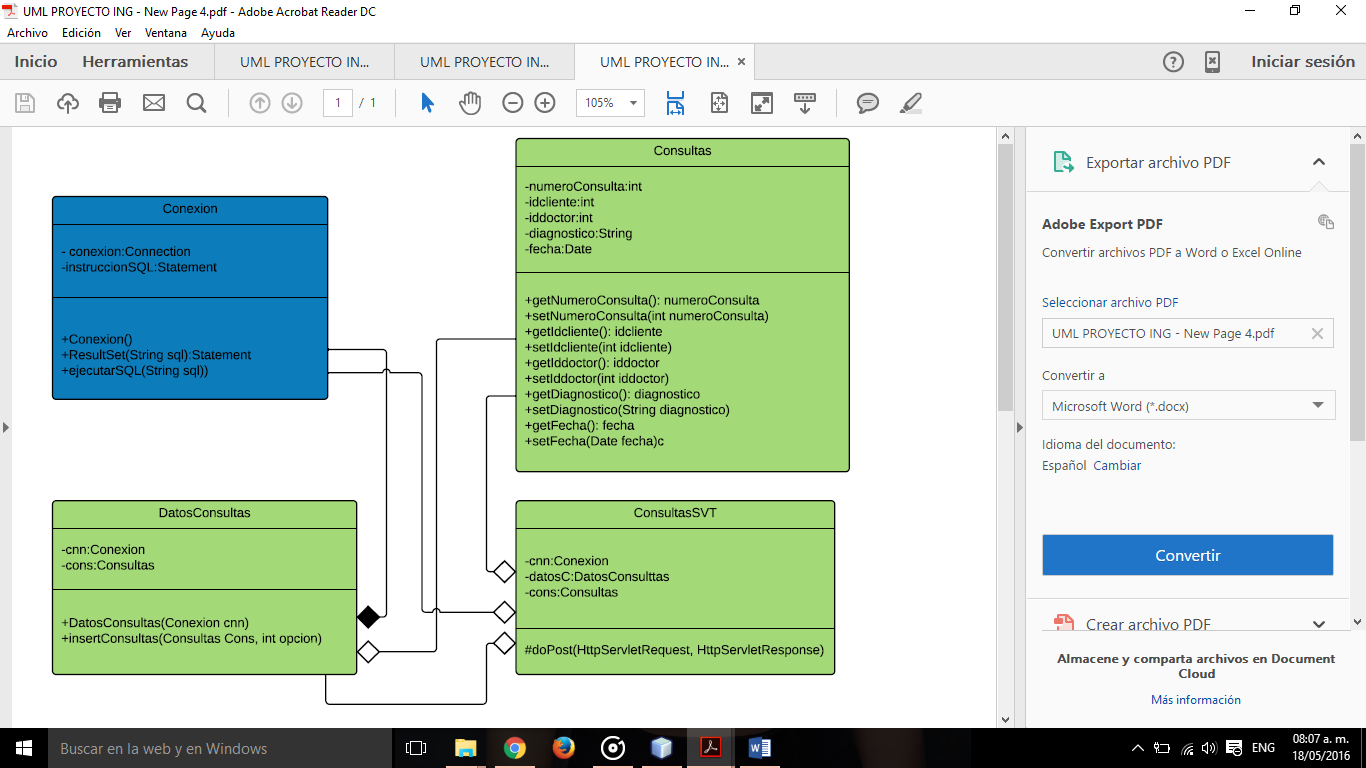 UML PROYECTO ING - New Page 4.pdf - Adobe Acrobat Reader DC
Archivo Edición Ver Ventana Ayuda
Inicio Herramientas UML PROYECTO IN... UML PROYECTO IN... UML PROYECTO IN... × Iniciar sesión
1 / 1 105%
Consultas
-numeroConsulta:int
-idcliente:int
-iddoctor:int
-diagnostico:String
-fecha:Date
+getNumeroConsulta(): numeroConsulta
+setNumeroConsulta(int numeroConsulta)
+getIdcliente(): idcliente
+setIdcliente(int idcliente)
+getIddoctor(): iddoctor
+setIddoctor(int iddoctor)
+getDiagnostico(): diagnostico
+setDiagnostico(String diagnostico)
+getFecha(): fecha
+setFecha(Date fecha)c
Conexion
- conexion:Connection
-instruccionSQL:Statement
+Conexion()
+ResultSet(String sql):Statement
+ejecutarSQL(String sql))
DatosConsultas
-cnn:Conexion
-cons:Consultas
+DatosConsultas(Conexion cnn)
+insertConsultas(Consultas Cons, int opcion)
ConsultasSVT
-cnn:Conexion
-datosC:DatosConsulttas
-cons:Consultas
#doPost(HttpServletRequest, HttpServletResponse)
Exportar archivo PDF
Adobe Export PDF
Convertir archivos PDF a Word o Excel Online
Seleccionar archivo PDF
UML PROYECTO ING - New Page 4.pdf
Convertir a
Microsoft Word (*.docx)
Idioma del documento:
Español Cambiar
Convertir
Crear archivo PDF
Almacene y comparta archivos en Document
Cloud
Más información
Buscar en la web y en Windows
ENG
08:07 a. m.
18/05/2016